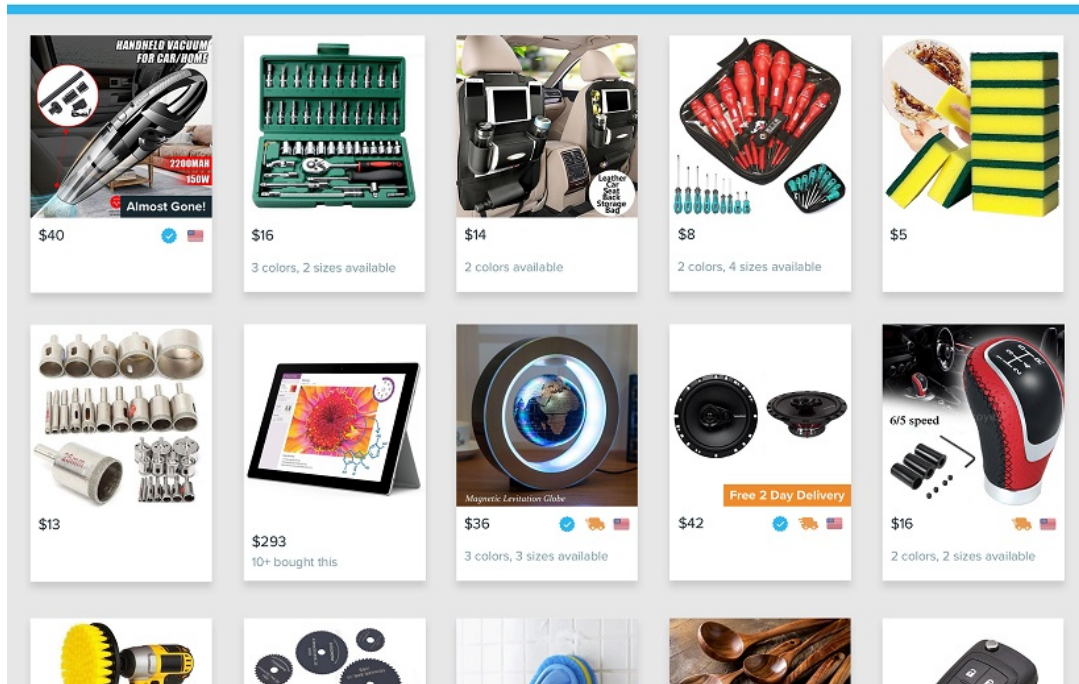 HANDHELD VACUUM
FOR CAR/HOME
2200MAH
150W
Almost Gone!
$40
$16
3 colors, 2 sizes available
Leather
Car
Seat
Back
Storage
Bag
$14
2 colors available
$8
2 colors, 4 sizes available
$5
$13
$293
10+ bought this
Magnetic Levitation Globe
$36
3 colors, 3 sizes available
Free 2 Day Delivery
$42
6/5 speed
$16
2 colors, 2 sizes available